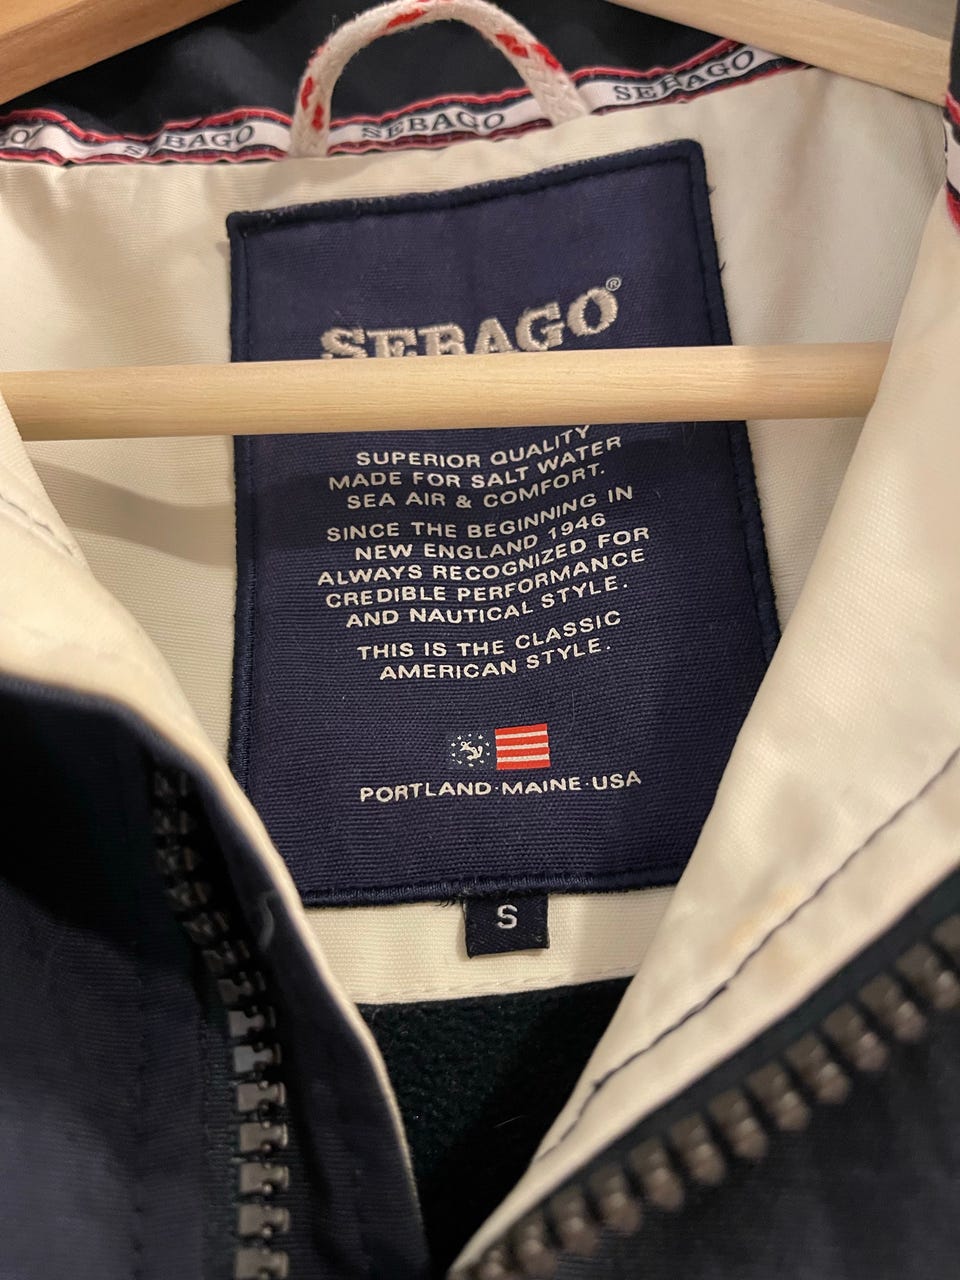 SEBAGO SEBAGO SEBAGO
SEBAGO®
SUPERIOR QUALITY
MADE FOR SALT WATER
SEA AIR & COMFORT.
SINCE THE BEGINNING IN
NEW ENGLAND 1946
ALWAYS RECOGNIZED FOR
CREDIBLE PERFORMANCE
AND NAUTICAL STYLE.
THIS IS THE CLASSIC
AMERICAN STYLE.
PORTLAND·MAINE·USA
S